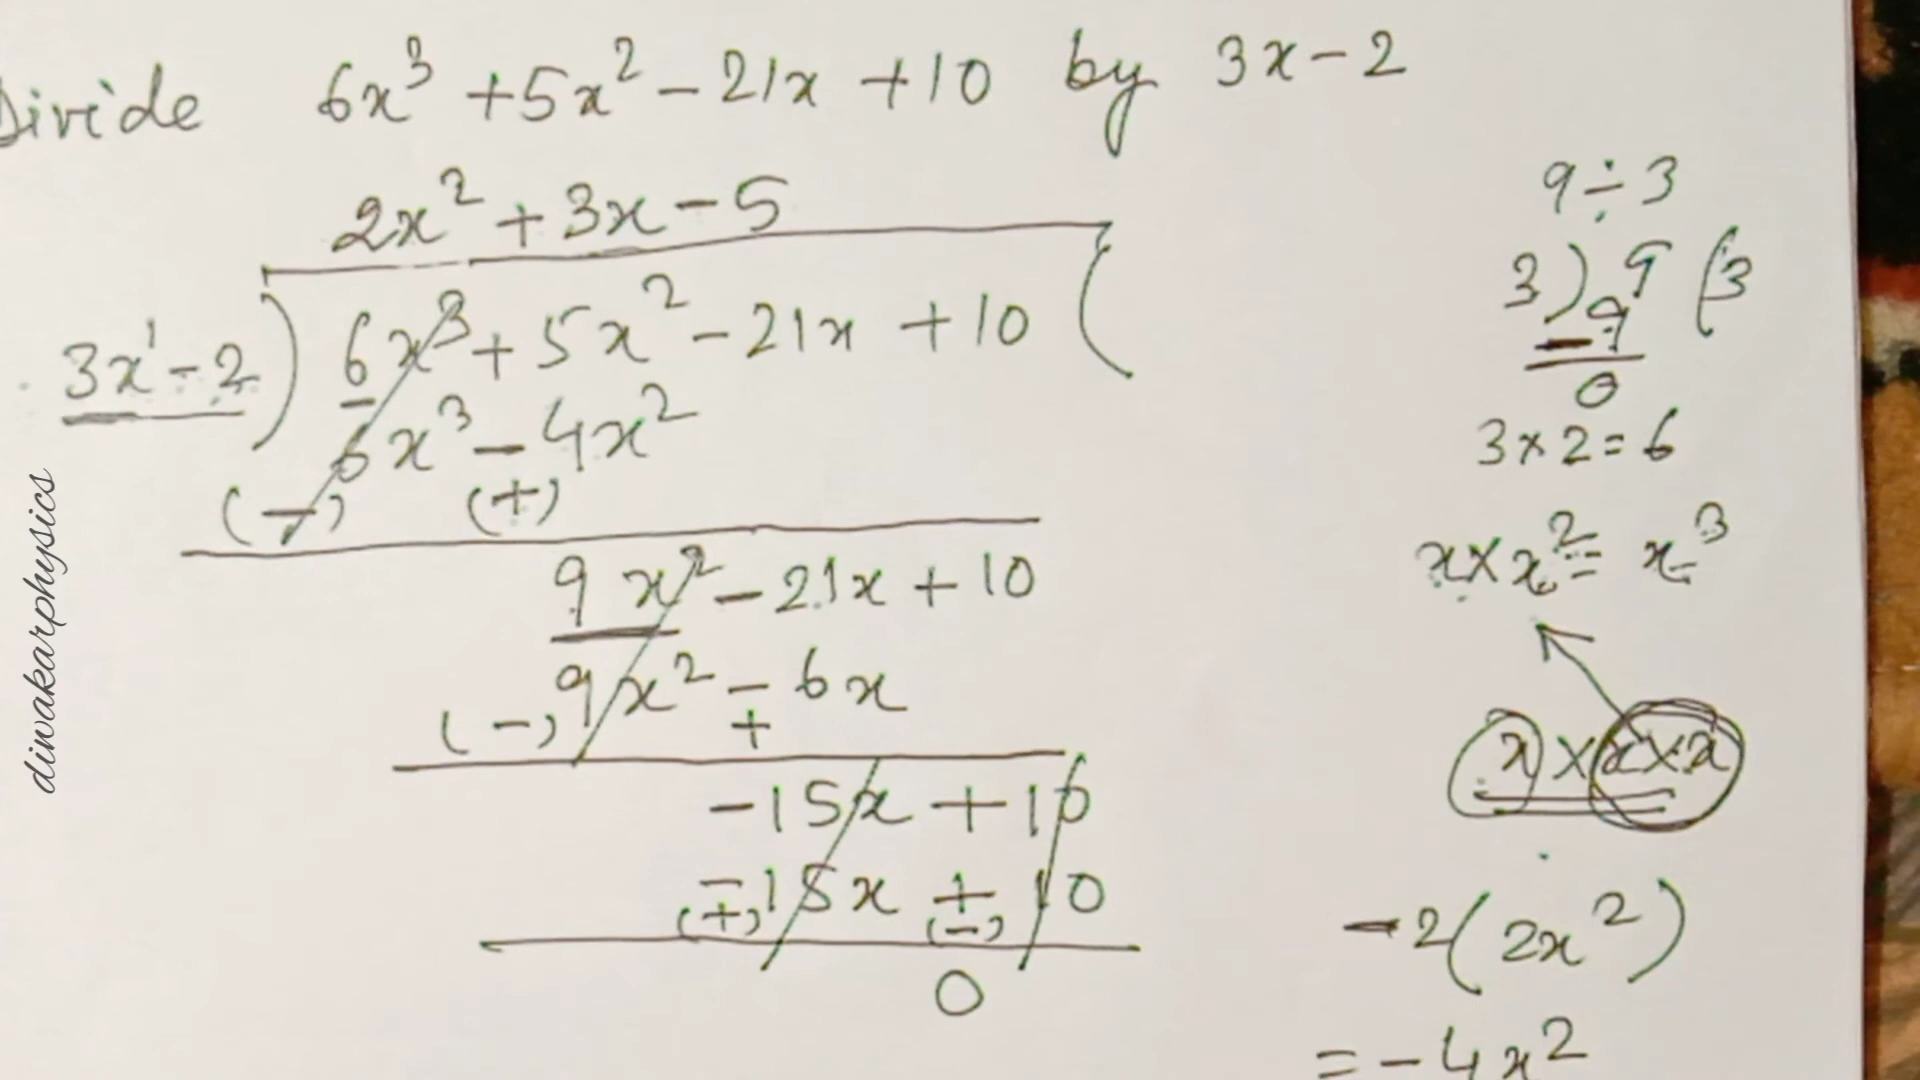 Divide 6x³ + 5x² - 21x + 10 by 3x - 2
2x² + 3x - 5
3x¹ - 2 ) 6x³ + 5x² - 21x + 10 (
6x³ - 4x²
(-) (+)
9x² - 21x + 10
9x² - 6x
(-) +
-15x + 10
-15x + 10
(+) (-)
0
9 ÷ 3
3 ) 9 ( 3
- 9
0
3 × 2 = 6
x × x² = x³
x × x × x
-2(2x²)
= -4x²
dinakarphysics